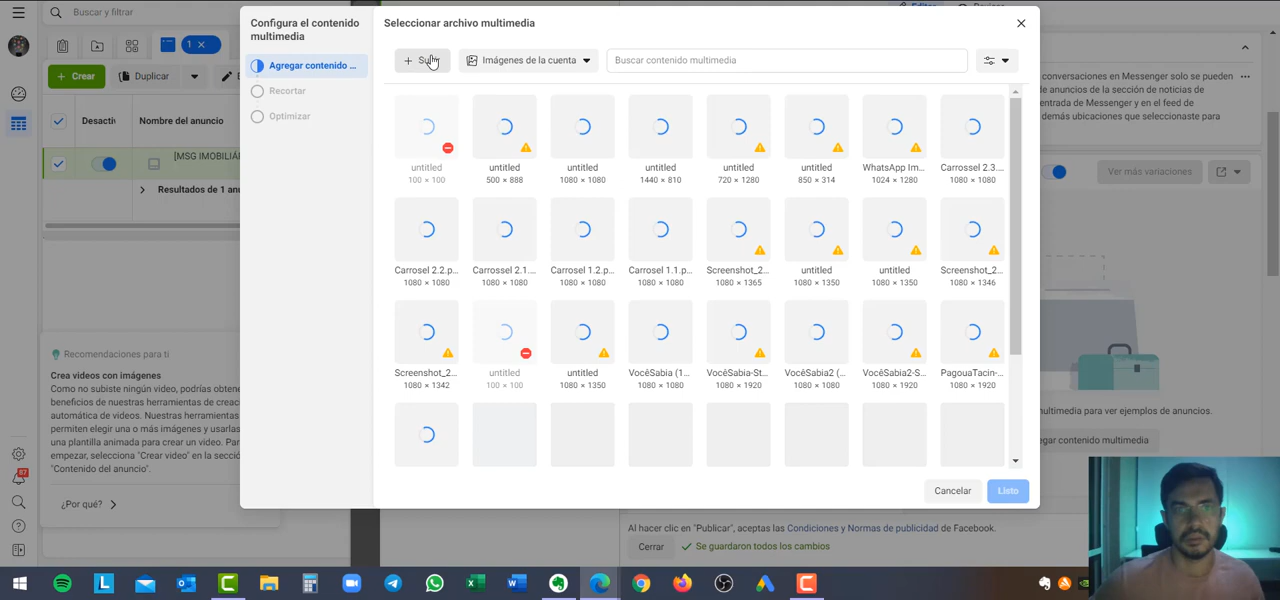 Buscar y filtrar
1
Crear
Duplicar
Desacti
Nombre del anuncio
[MSG IMOBILIÁ
Resultados de 1 anu
Recomendaciones para ti
Crea videos con imágenes
Como no subiste ningún video, podrías obtene
beneficios de nuestras herramientas de creac
automática de videos. Nuestras herramientas
permiten elegir una o más imágenes y usarlas
una plantilla animada para crear un video. Par
empezar, selecciona "Crear video" en la secció
"Contenido del anuncio".
¿Por qué?
Configura el contenido
multimedia
Agregar contenido ...
Recortar
Optimizar
Seleccionar archivo multimedia
Imágenes de la cuenta
Buscar contenido multimedia
untitled untitled untitled untitled untitled untitled WhatsApp Im... Carrossel 2.3....
100 × 100 500 × 888 1080 × 1080 1440 × 810 720 × 1280 850 × 314 1024 × 1280 1080 × 1080
Carrosel 2.2.p... Carrossel 2.1.... Carrosel 1.2.p... Carrosel 1.1.p... Screenshot_2... untitled untitled Screenshot_2...
1080 × 1080 1080 × 1080 1080 × 1080 1080 × 1080 1080 × 1365 1080 × 1350 1080 × 1350 1080 × 1346
Screenshot_2... untitled untitled VocêSabia (1... VocêSabia-St... VocêSabia2 (... VocêSabia2-S... PagouaTacin-...
1080 × 1342 100 × 100 1080 × 1350 1080 × 1080 1080 × 1920 1080 × 1080 1080 × 1920 1080 × 1920
Cancelar
Listo
conversaciones en Messenger solo se pueden
de anuncios de la sección de noticias de
entrada de Messenger y en el feed de
demás ubicaciones que seleccionaste para
Ver más variaciones
multimedia para ver ejemplos de anuncios.
egar contenido multimedia
Al hacer clic en "Publicar", aceptas las Condiciones y Normas de publicidad de Facebook.
Cerrar
Se guardaron todos los cambios